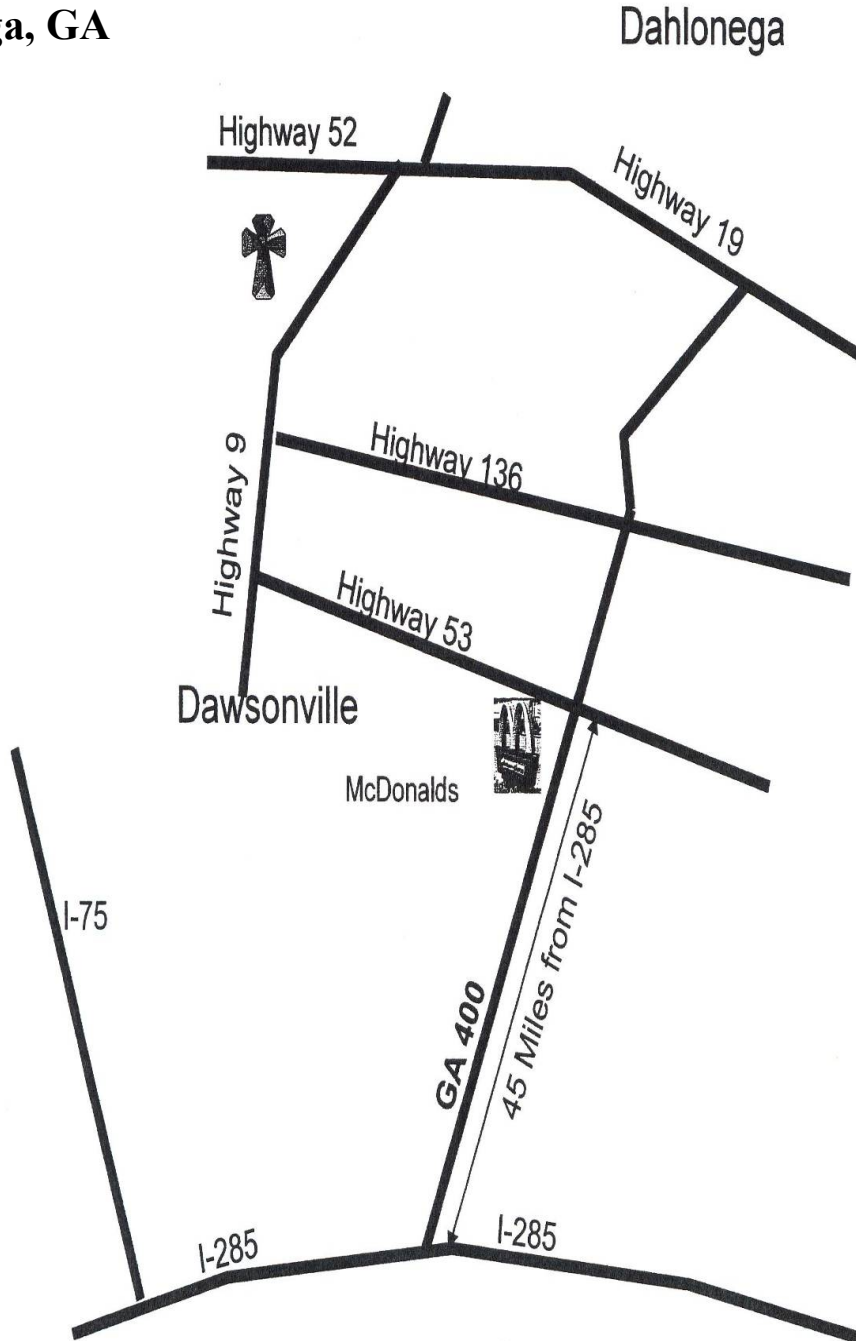 ga, GA
Dahlonega
Highway 52
Highway 19
Highway 136
Highway 9
Highway 53
Dawsonville
McDonalds
45 Miles from I-285
I-75
GA 400
I-285
I-285